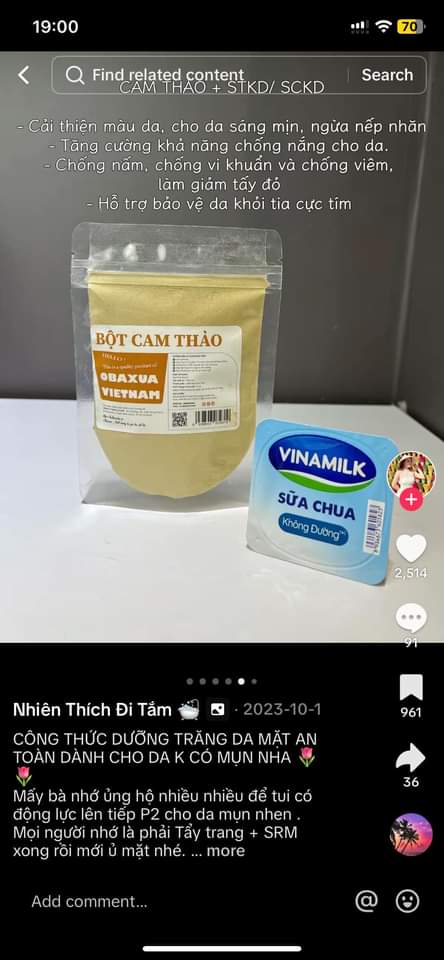 19:00
70
Find related content
Search
CAM THẢO + STKD/ SCKD
- Cải thiện màu da, cho da sáng mịn, ngừa nếp nhăn
- Tăng cường khả năng chống nắng cho da.
- Chống nấm, chống vi khuẩn và chống viêm,
làm giảm tấy đỏ
- Hỗ trợ bảo vệ da khỏi tia cực tím
BỘT CAM THẢO
OBAXUA
VIETNAM
VINAMILK
SỮA CHUA
Không Đường
2,514
91
Nhiên Thích Đi Tắm 🛁 · 2023-10-1
961
CÔNG THỨC DƯỠNG TRẮNG DA MẶT AN
TOÀN DÀNH CHO DA K CÓ MỤN NHA 🌷
🌷
36
Mấy bà nhớ ủng hộ nhiều nhiều để tui có
động lực lên tiếp P2 cho da mụn nhen .
Mọi người nhớ là phải Tẩy trang + SRM
xong rồi mới ủ mặt nhé. ... more
Add comment...